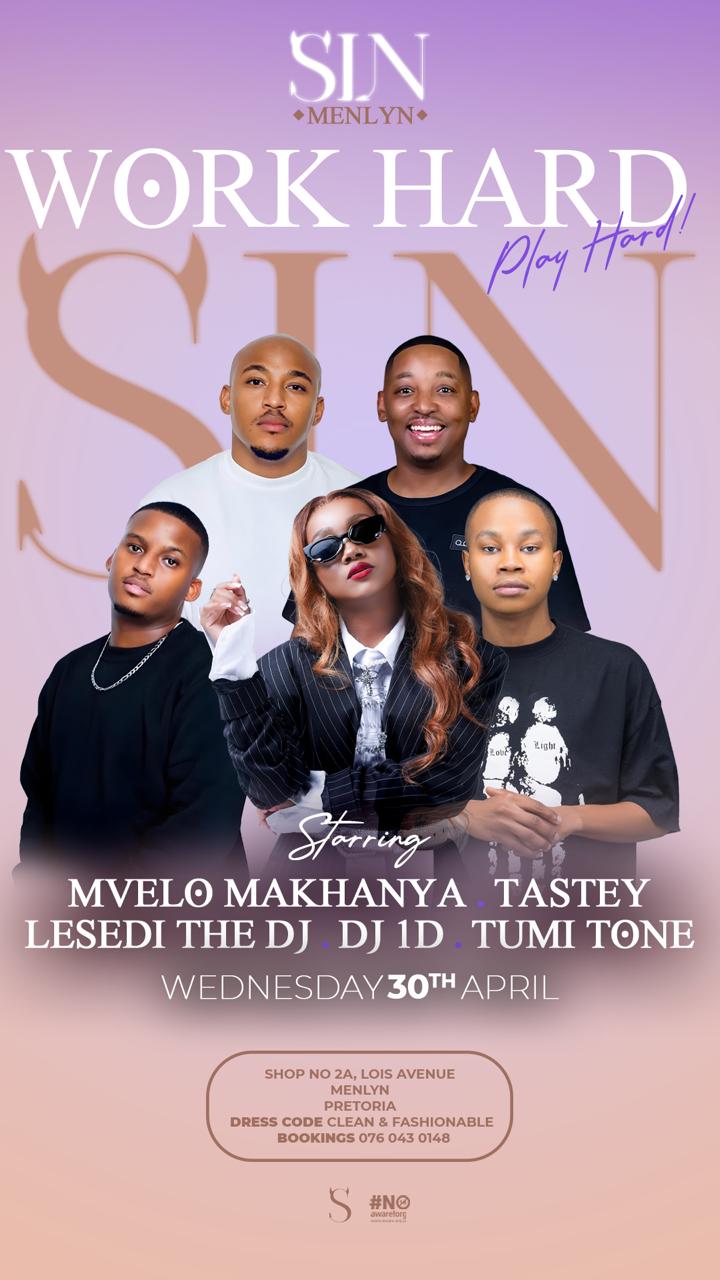 SIN
MENLYN
WORK HARD
Play Hard!
SIN
Love Light
Starring
MVELO MAKHANYA . TASTEY
LESEDI THE DJ . DJ 1D . TUMI TONE
WEDNESDAY 30TH APRIL
SHOP NO 2A, LOIS AVENUE
MENLYN
PRETORIA
DRESS CODE CLEAN & FASHIONABLE
BOOKINGS 076 043 0148
S #NO
aware.org